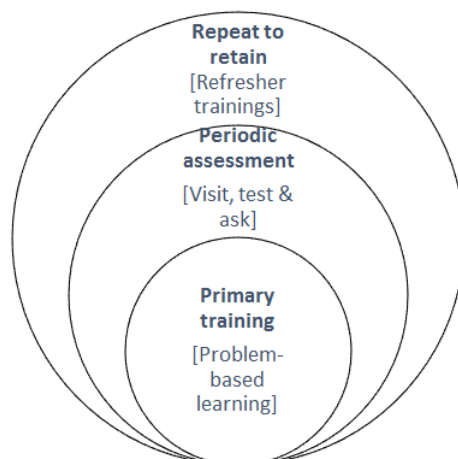 Repeat to
retain
[Refresher
trainings]
Periodic
assessment
[Visit, test &
ask]
Primary
training
[Problem-
based
learning]